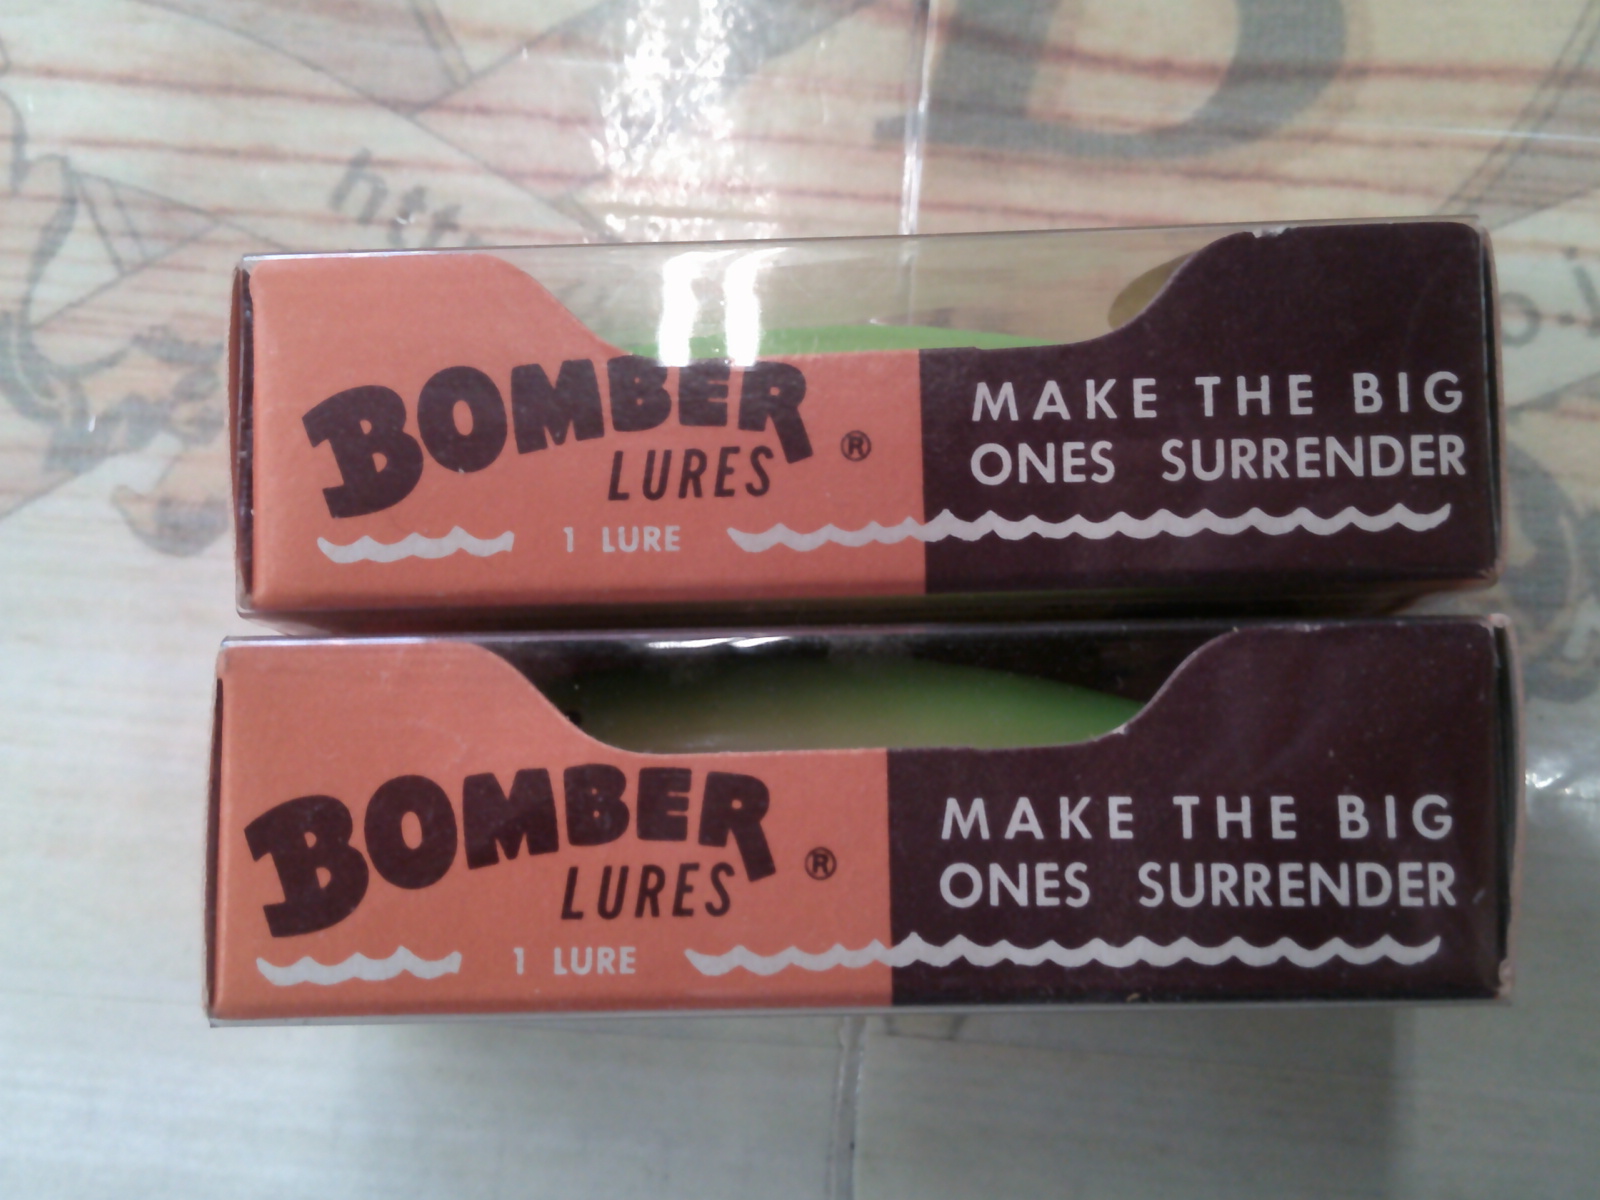 BOMBER
LURES ®
1 LURE
MAKE THE BIG
ONES SURRENDER
BOMBER
LURES ®
1 LURE
MAKE THE BIG
ONES SURRENDER